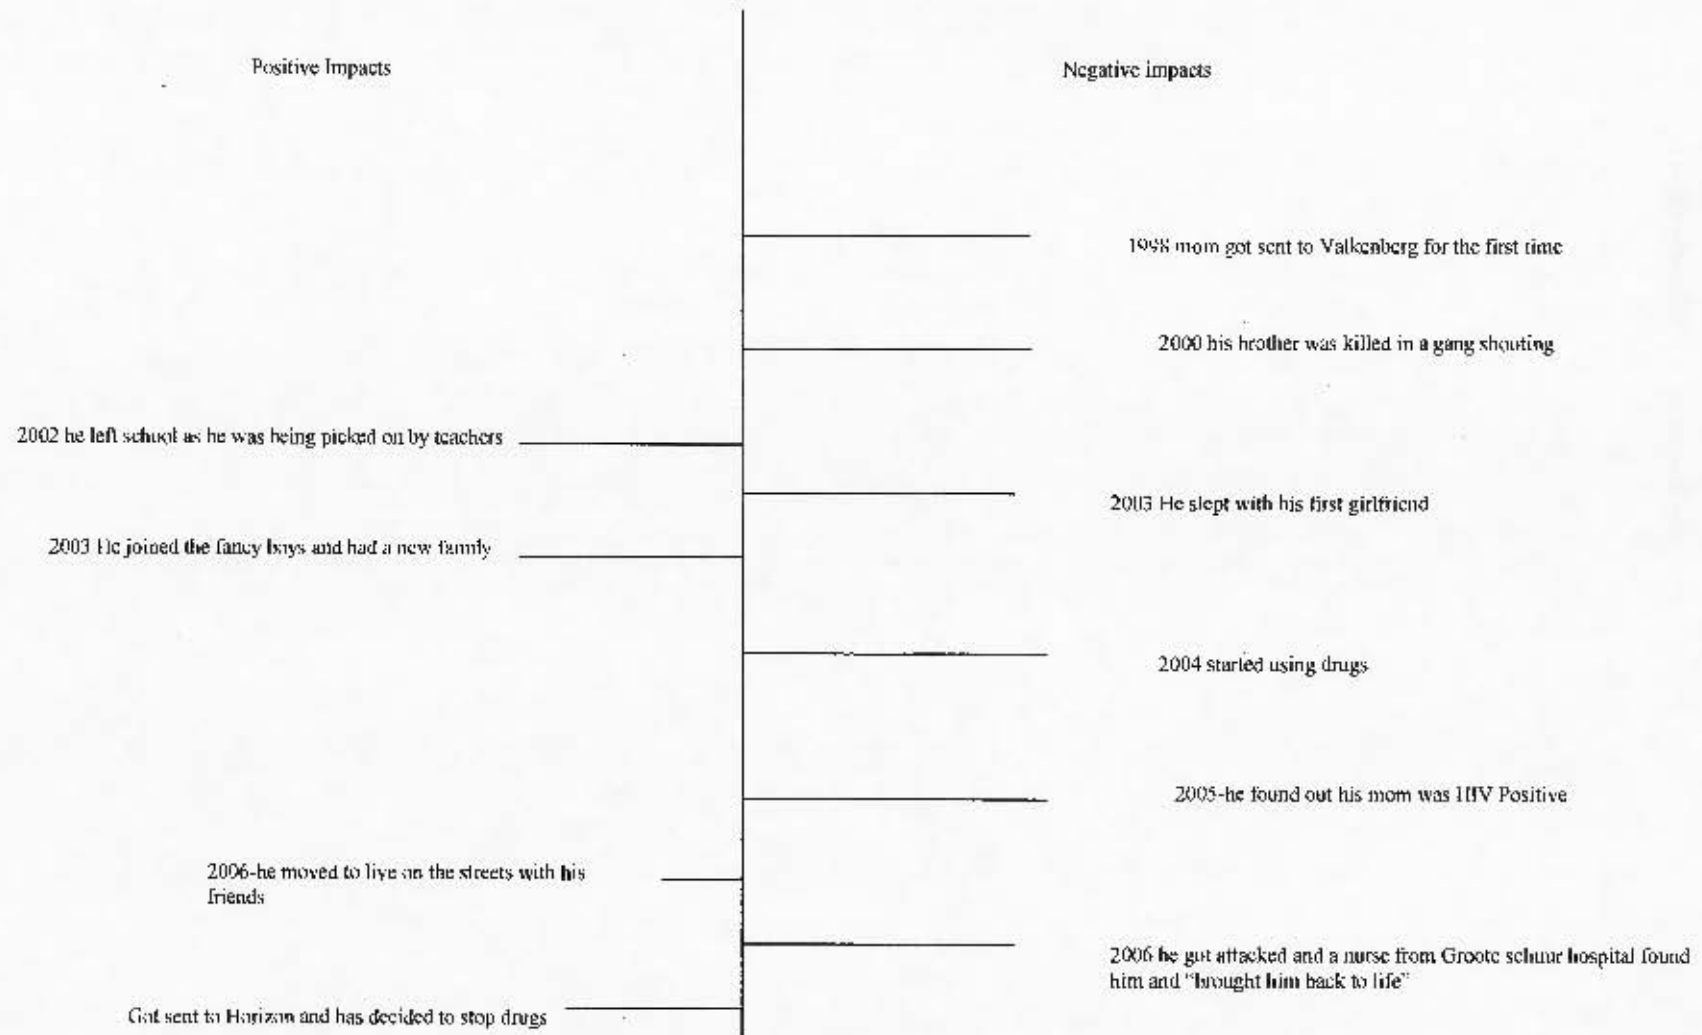 Positive Impacts
Negative impacts
1998 mom got sent to Valkenberg for the first time
2000 his brother was killed in a gang shouting
2002 he left school as he was being picked on by teachers
2003 He slept with his first girlfriend
2003 He joined the fancy boys and had a new family
2004 started using drugs
2005-he found out his mom was HIV Positive
2006-he moved to live on the streets with his
friends
2006 he got attacked and a nurse from Groote schuur hospital found
him and "brought him back to life"
Got sent to Horizon and has decided to stop drugs